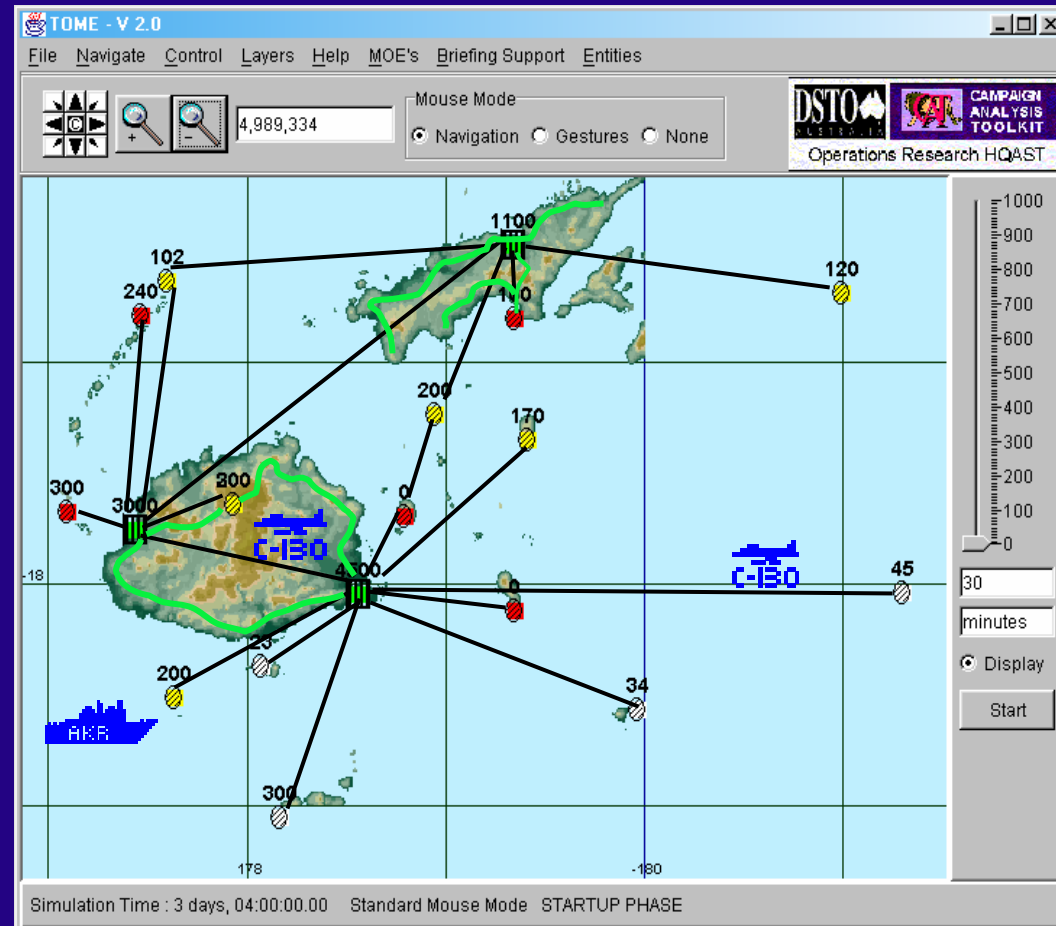 TOME - V 2.0
File Navigate Control Layers Help MOE's Briefing Support Entities
4,989,334
Mouse Mode
Navigation Gestures None
C
+
-
DSTO
AUSTRALIA
CAT
CAMPAIGN
ANALYSIS
TOOLKIT
Operations Research HQAST
1100
102
240
120
200
170
300
3000
0
C-130
C-130
-18
45
0
23
200
34
AKR
300
178
-180
1000
900
800
700
600
500
400
300
200
100
0
30
minutes
Display
Start
Simulation Time : 3 days, 04:00:00.00 Standard Mouse Mode STARTUP PHASE